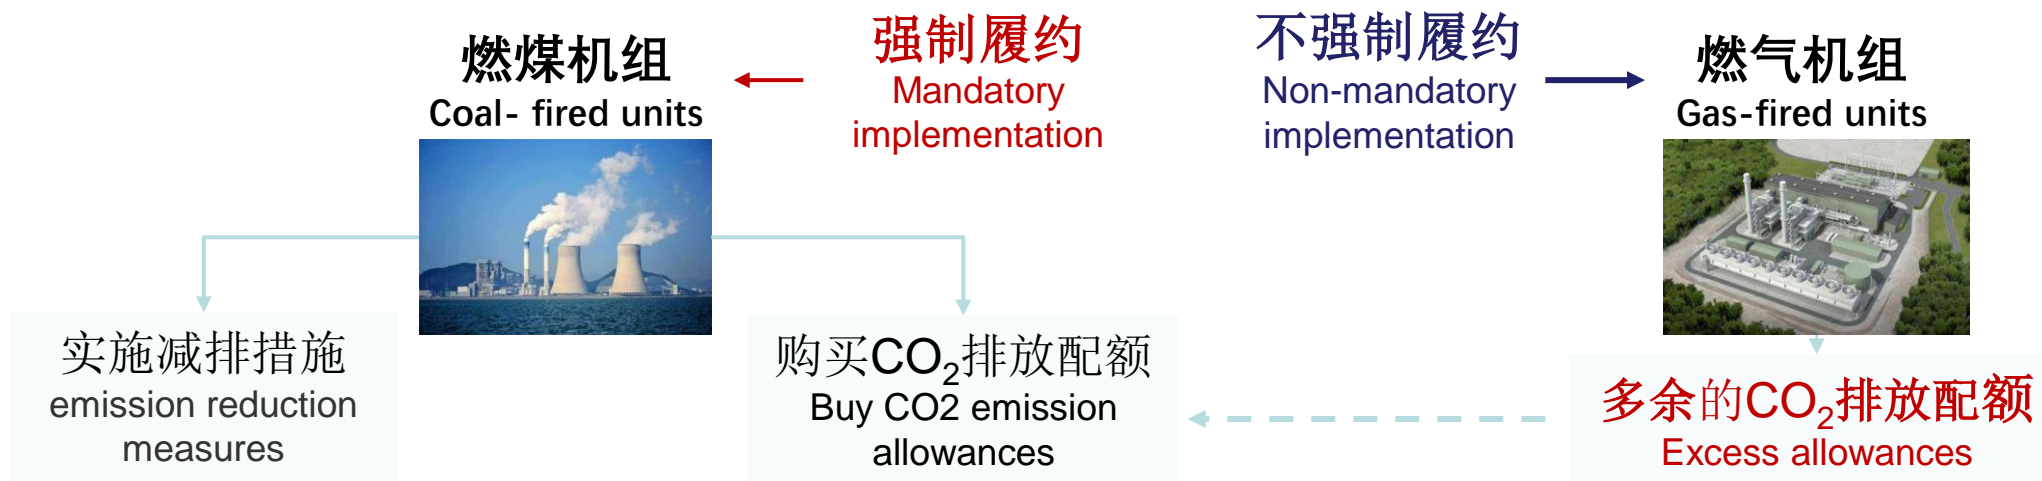 燃煤机组
Coal- fired units
强制履约
Mandatory
implementation
不强制履约
Non-mandatory
implementation
燃气机组
Gas-fired units
实施减排措施
emission reduction
measures
购买CO₂排放配额
Buy CO2 emission
allowances
多余的CO₂排放配额
Excess allowances